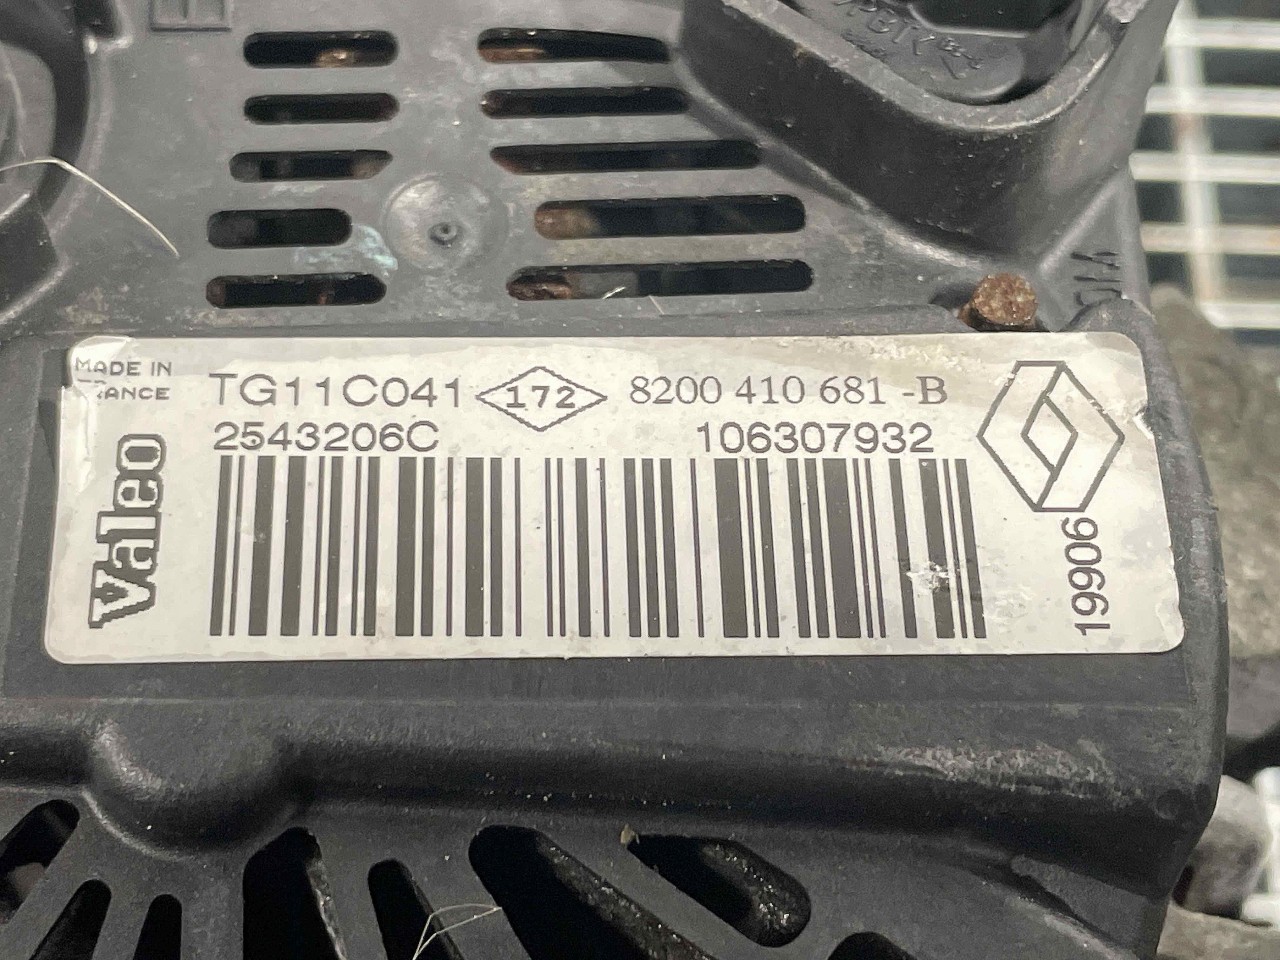 MADE IN
FRANCE
TG11C041 172 8200 410 681 -B
2543206C 106307932
Valeo
19906